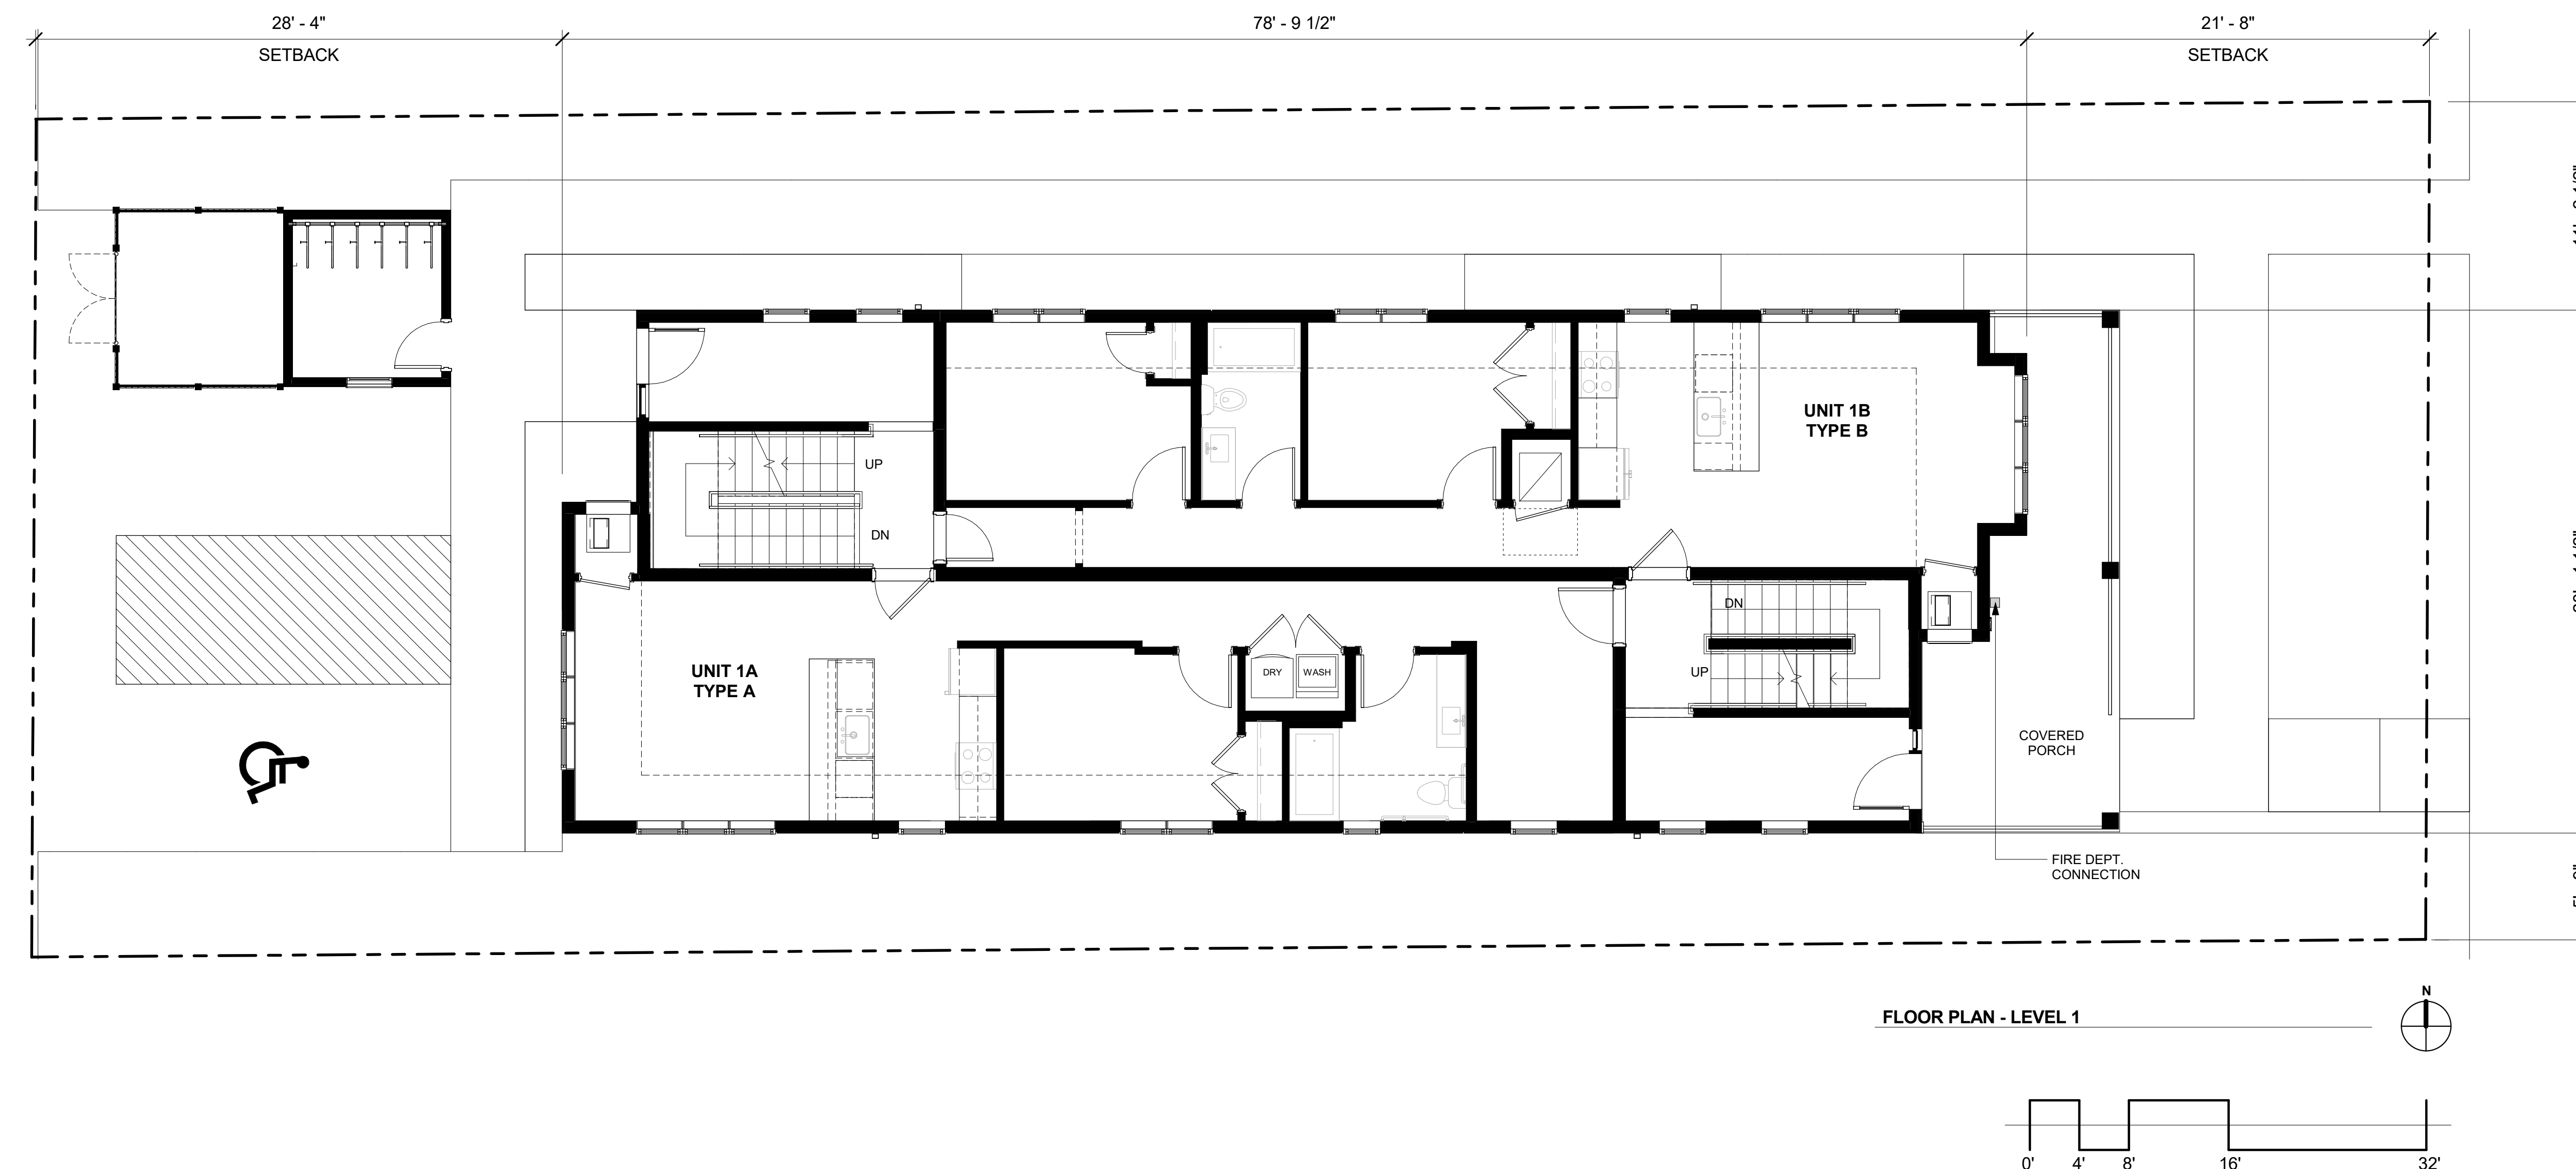 28' - 4"
78' - 9 1/2"
21' - 8"
SETBACK
SETBACK
UNIT 1B
TYPE B
UP
DN
DN
UP
UNIT 1A
TYPE A
DRY
WASH
COVERED
PORCH
FIRE DEPT.
CONNECTION
N
FLOOR PLAN - LEVEL 1
0'
4'
8'
16'
32'